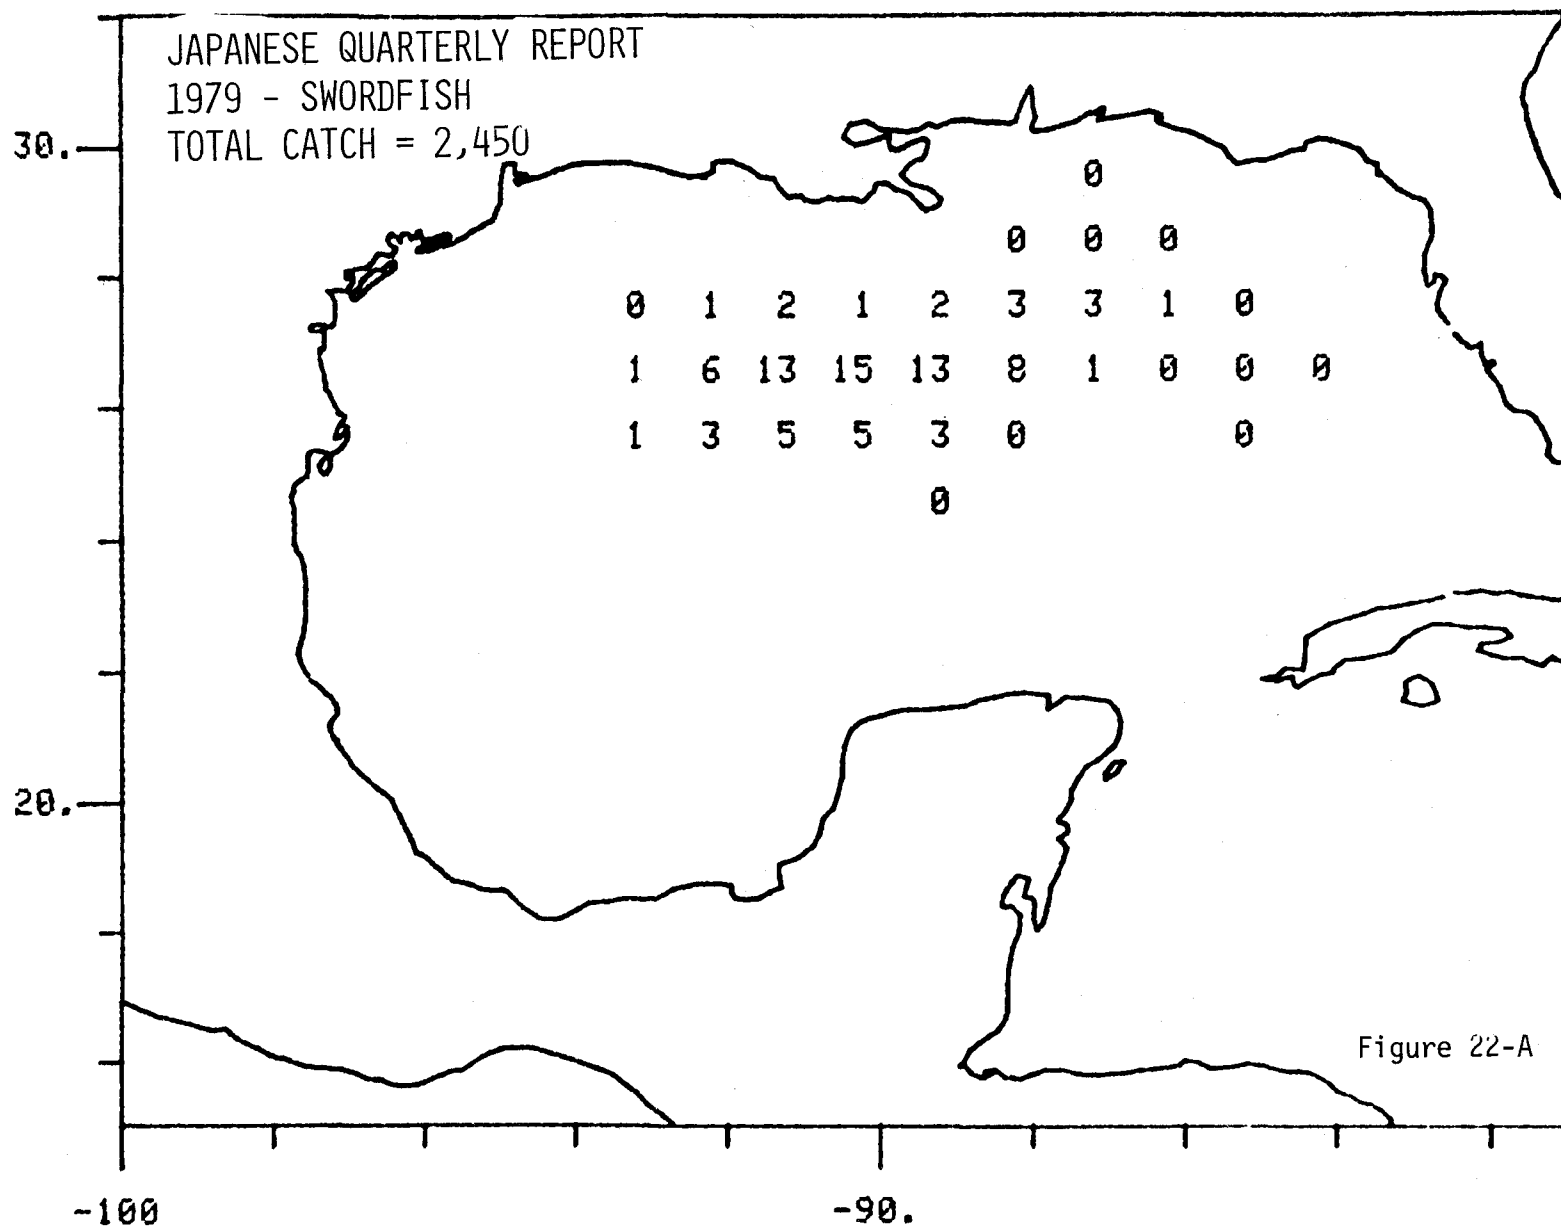 JAPANESE QUARTERLY REPORT
1979 - SWORDFISH
TOTAL CATCH = 2,450
30.
0
0 0 0
0 1 2 1 2 3 3 1 0
1 6 13 15 13 8 1 0 0 0
1 3 5 5 3 0 0
0
20.
Figure 22-A
-100 -90.